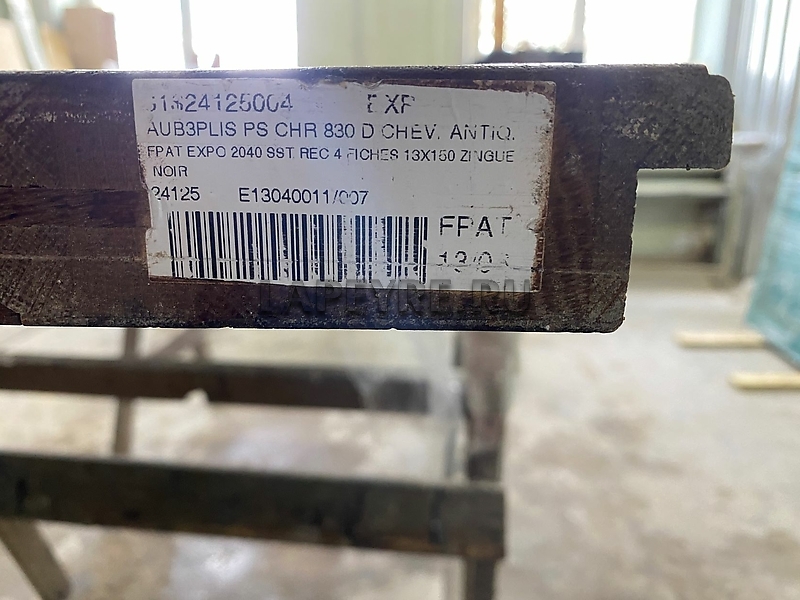 EXP
AUB3PLIS PS CHR 830 D CHEV. ANTIQ.
FPAT EXPO 2040 SST REC 4 FICHES 13X150 ZINGUE
NOIR
24125 E13040011/007
FPAT
LAPEYRE.RU